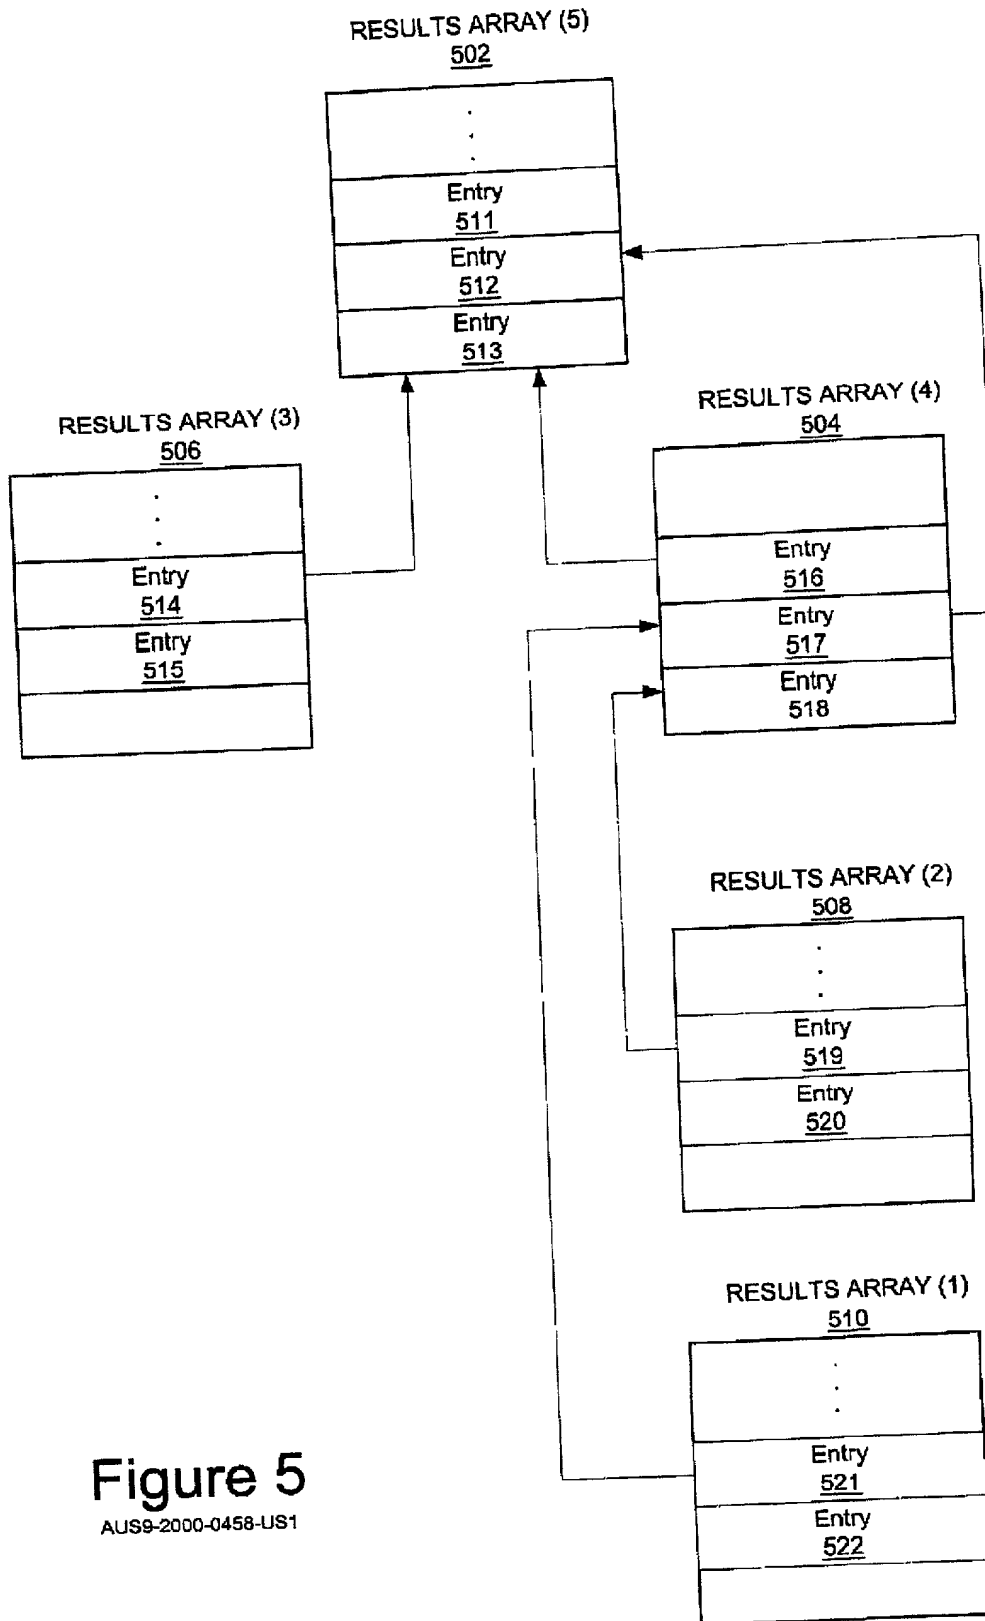 RESULTS ARRAY (5)
502
Entry
511
Entry
512
Entry
513
RESULTS ARRAY (3)
506
Entry
514
Entry
515
RESULTS ARRAY (4)
504
Entry
516
Entry
517
Entry
518
RESULTS ARRAY (2)
508
Entry
519
Entry
520
RESULTS ARRAY (1)
510
Entry
521
Entry
522
Figure 5
AUS9-2000-0458-US1